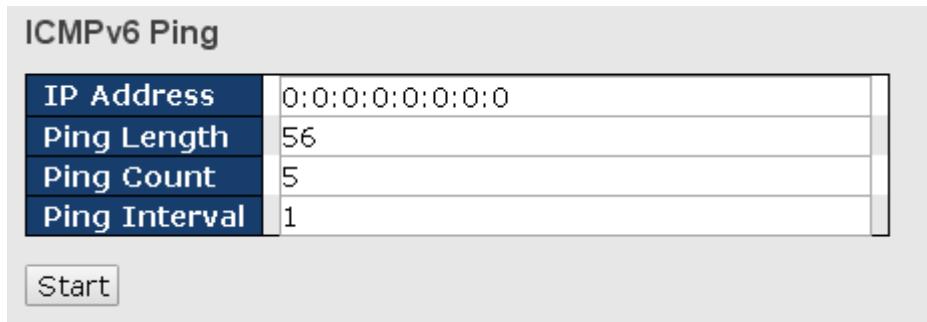 ICMPv6 Ping
IP Address 0:0:0:0:0:0:0:0
Ping Length 56
Ping Count 5
Ping Interval 1
Start